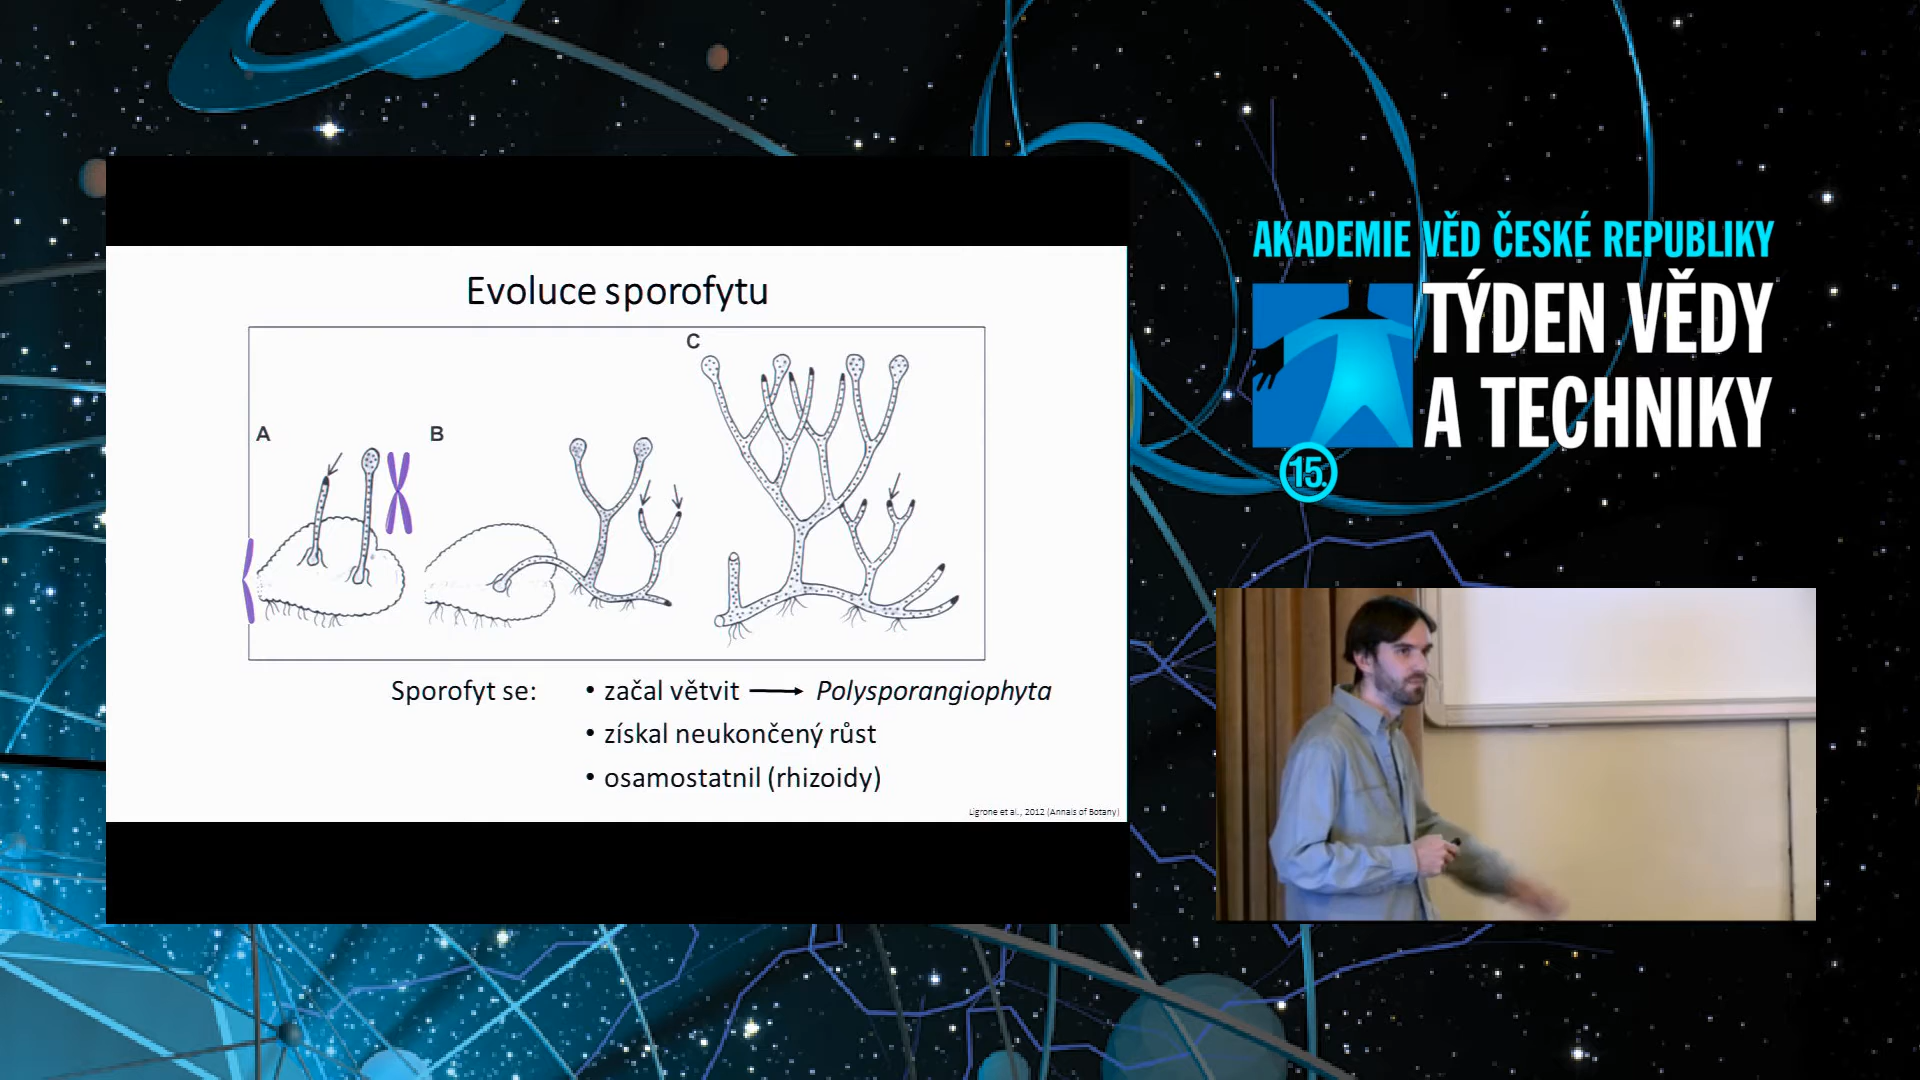 Evoluce sporofytu
A
B
C
Sporofyt se:
• začal větvit → Polysporangiophyta
• získal neukončený růst
• osamostatnil (rhizoidy)
Ligrone et al., 2012 (Annals of Botany)
AKADEMIE VĚD ČESKÉ REPUBLIKY
TÝDEN VĚDY
A TECHNIKY
15.